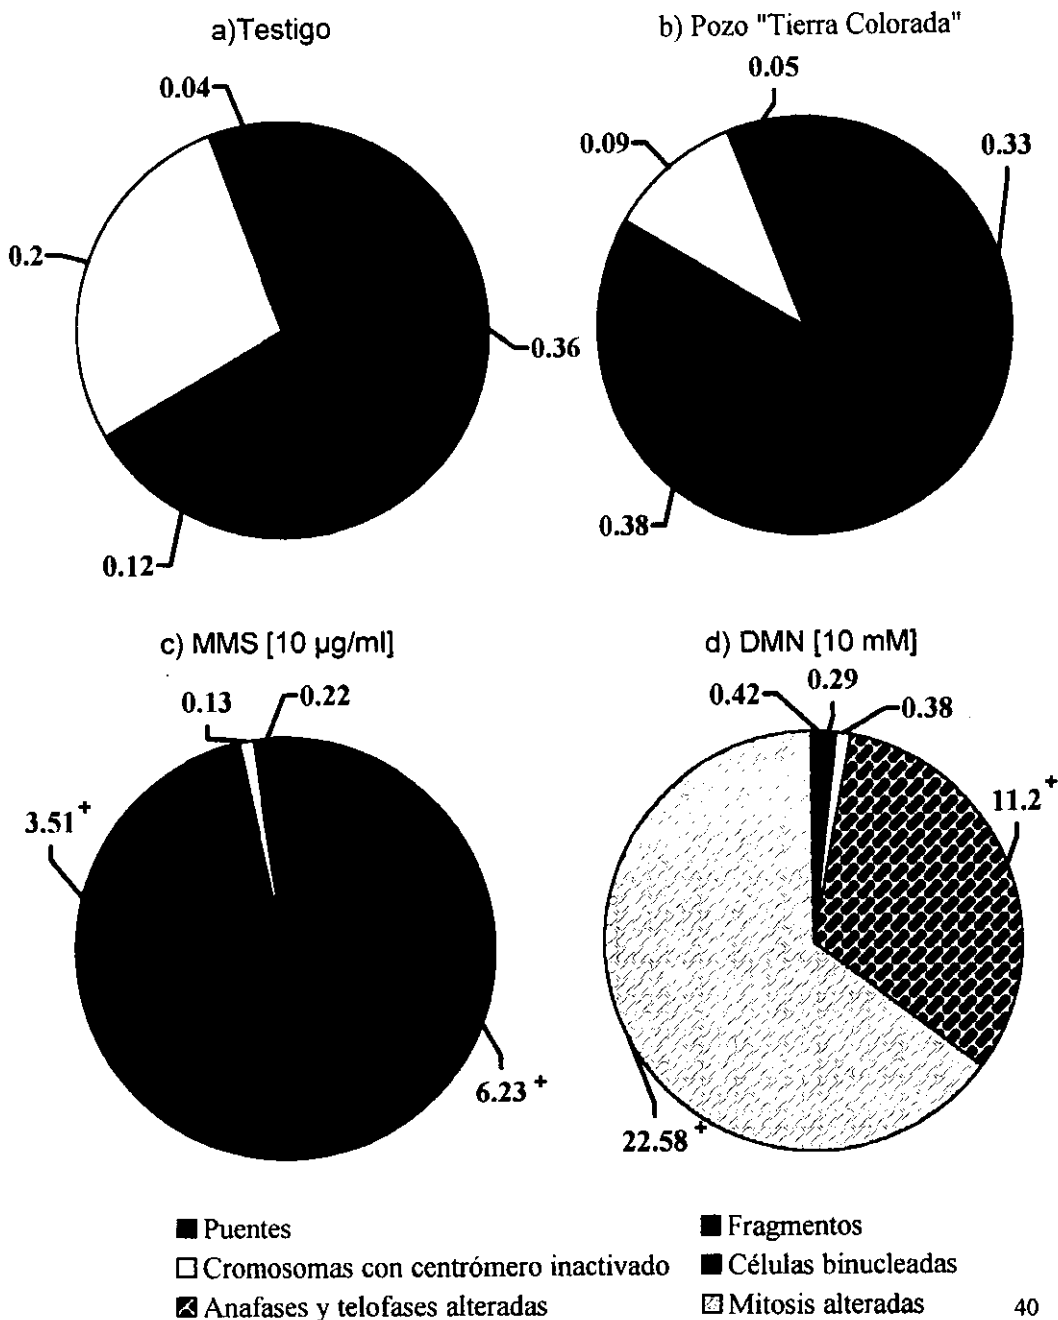 a)Testigo
b) Pozo "Tierra Colorada"
0.04
0.05
0.09
0.33
0.2
0.36
0.38
0.12
c) MMS [10 µg/ml]
d) DMN [10 mM]
0.13
0.22
0.42
0.29
0.38
3.51 +
11.2 +
6.23 +
22.58 +
Puentes
Fragmentos
Cromosomas con centrómero inactivado
Células binucleadas
Anafases y telofases alteradas
Mitosis alteradas
40